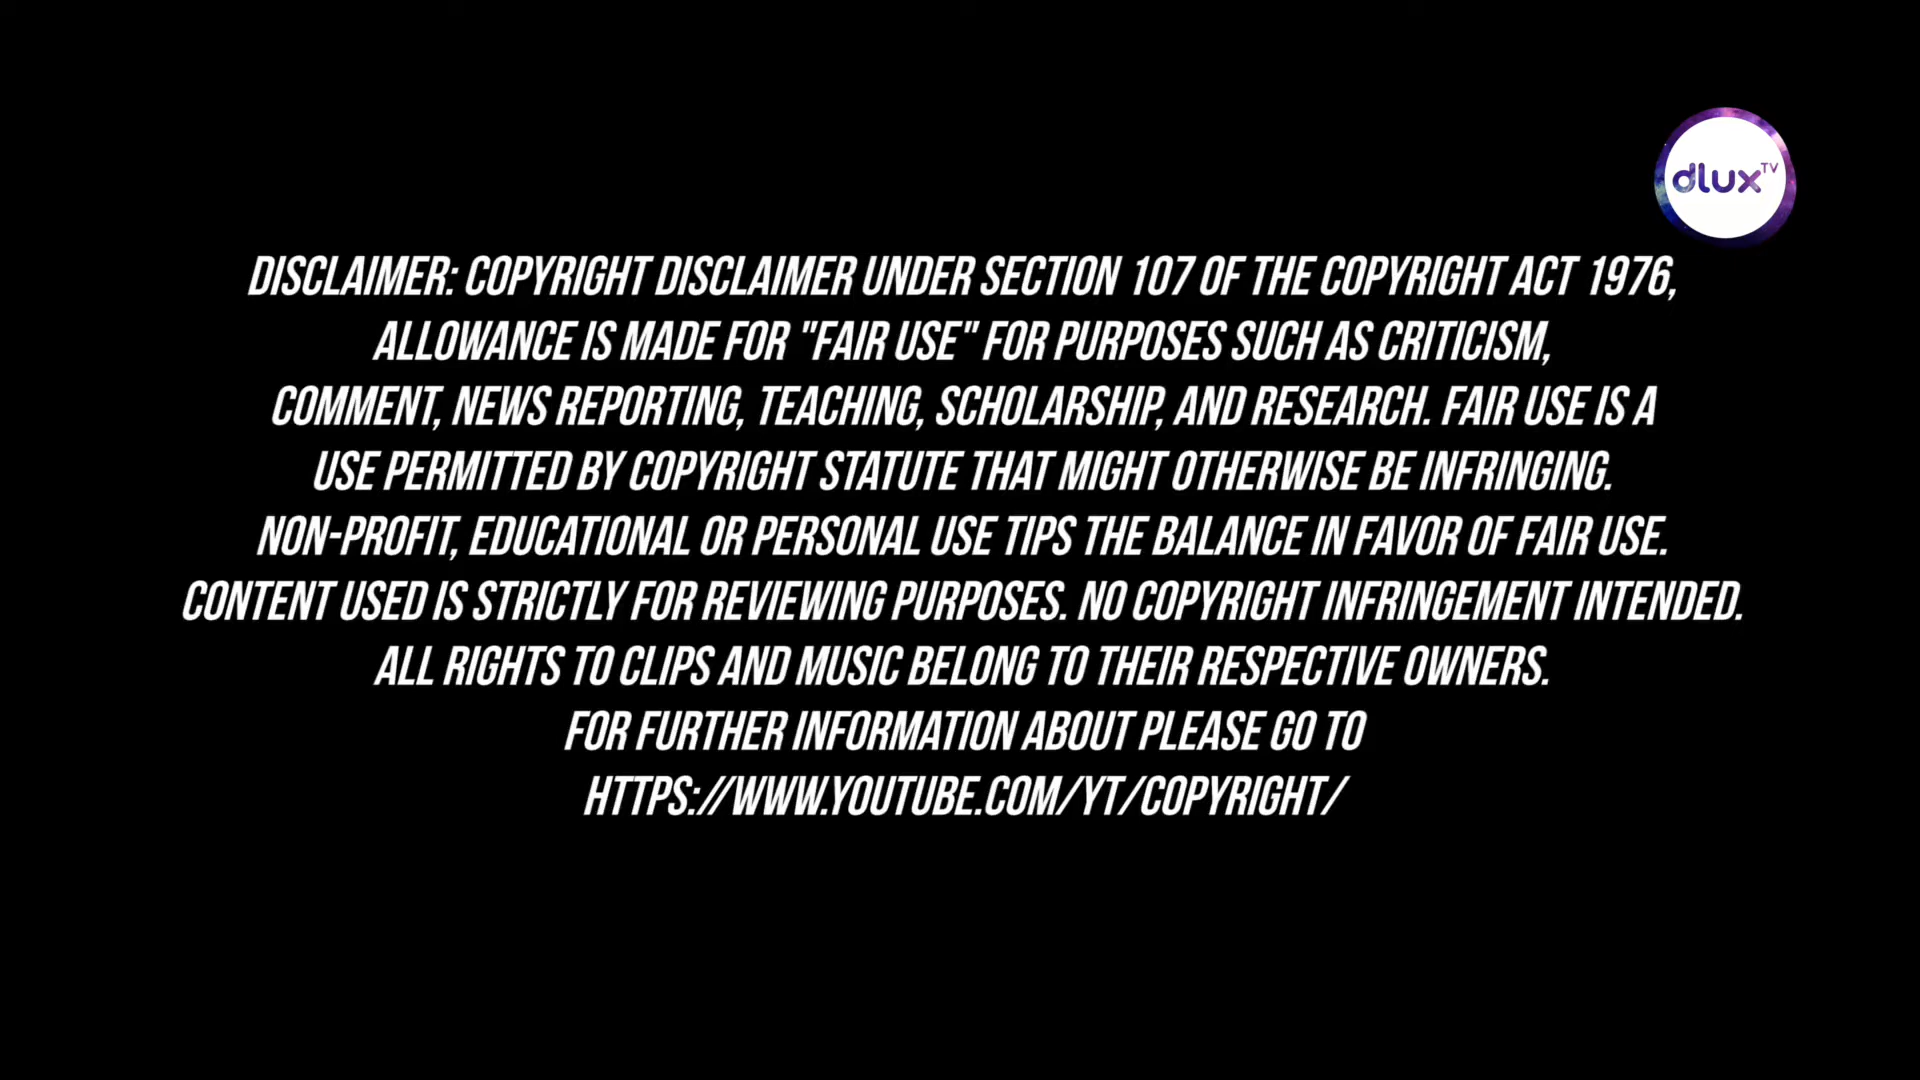 dlux TV
DISCLAIMER: COPYRIGHT DISCLAIMER UNDER SECTION 107 OF THE COPYRIGHT ACT 1976,
ALLOWANCE IS MADE FOR "FAIR USE" FOR PURPOSES SUCH AS CRITICISM,
COMMENT, NEWS REPORTING, TEACHING, SCHOLARSHIP, AND RESEARCH. FAIR USE IS A
USE PERMITTED BY COPYRIGHT STATUTE THAT MIGHT OTHERWISE BE INFRINGING.
NON-PROFIT, EDUCATIONAL OR PERSONAL USE TIPS THE BALANCE IN FAVOR OF FAIR USE.
CONTENT USED IS STRICTLY FOR REVIEWING PURPOSES. NO COPYRIGHT INFRINGEMENT INTENDED.
ALL RIGHTS TO CLIPS AND MUSIC BELONG TO THEIR RESPECTIVE OWNERS.
FOR FURTHER INFORMATION ABOUT PLEASE GO TO
HTTPS://WWW.YOUTUBE.COM/YT/COPYRIGHT/